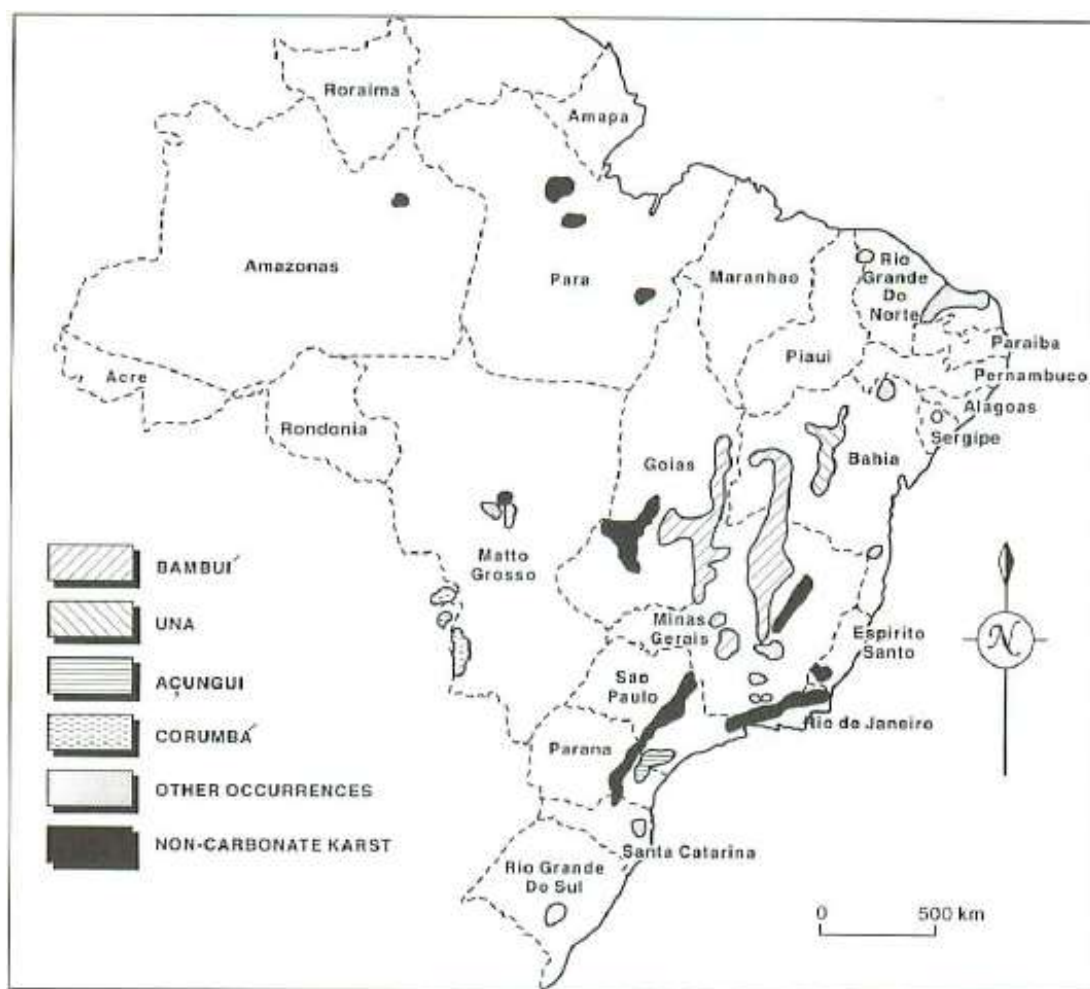 Roraima
Amapa
Amazonas
Para
Maranhao
Rio
Grande
Do
Norte
Piaui
Paraiba
Pernambuco
Alagoas
Sergipe
Acre
Rondonia
Goias
Bahia
Matto
Grosso
Minas
Gerais
Espirito
Santo
Sao
Paulo
Rio de Janeiro
Parana
Santa Catarina
Rio Grande
Do Sul
BAMBUÍ
UNA
AÇUNGUI
CORUMBÁ
OTHER OCCURRENCES
NON-CARBONATE KARST
N
0 500 km